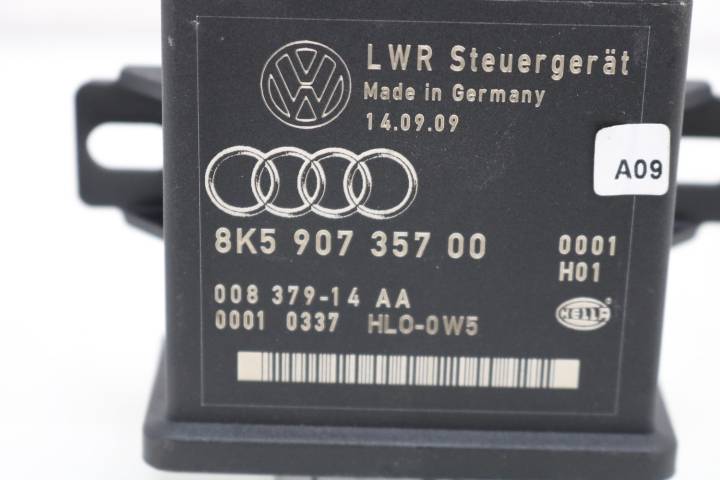 LWR Steuergerät
Made in Germany
14.09.09
A09
8K5 907 357 00 0001
H01
008 379-14 AA
0001 0337 HLO-0W5
HELLA